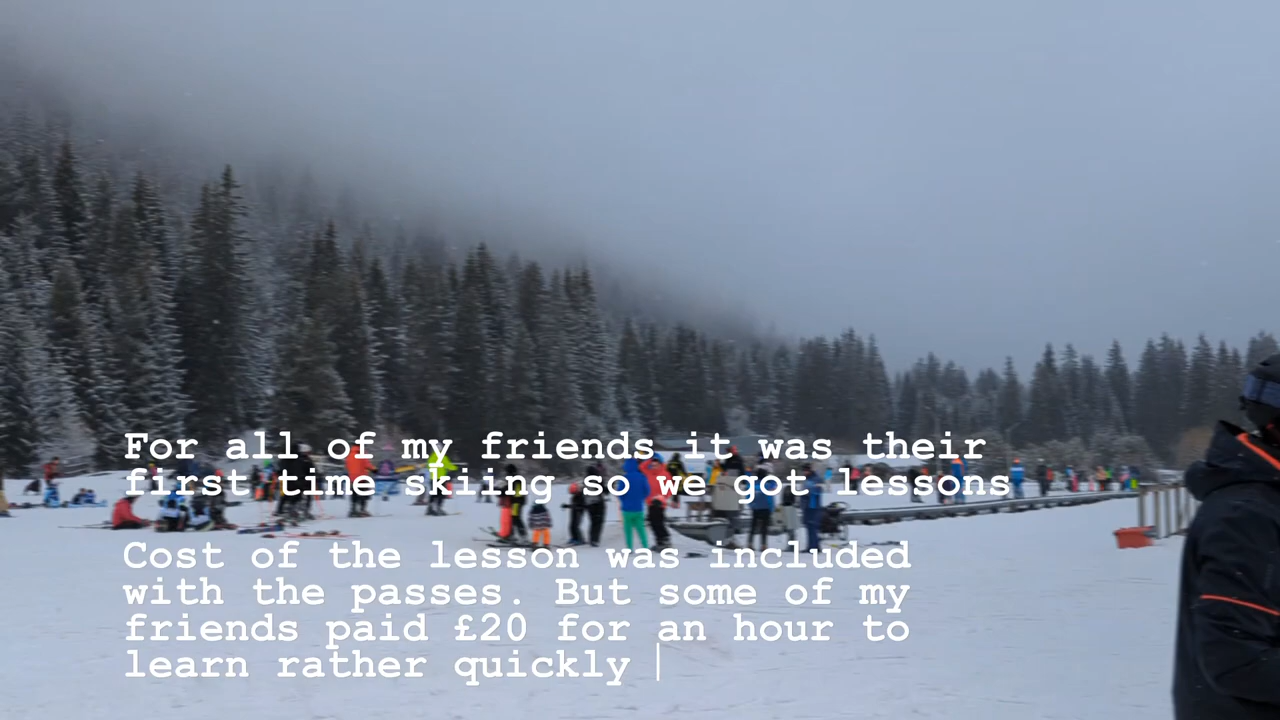 For all of my friends it was their
first time skiing so we got lessons
Cost of the lesson was included
with the passes. But some of my
friends paid £20 for an hour to
learn rather quickly